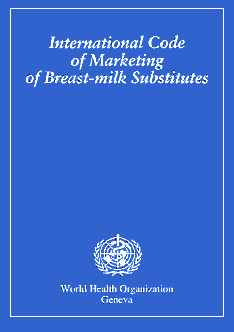 International Code
of Marketing
of Breast-milk Substitutes
World Health Organization
Geneva